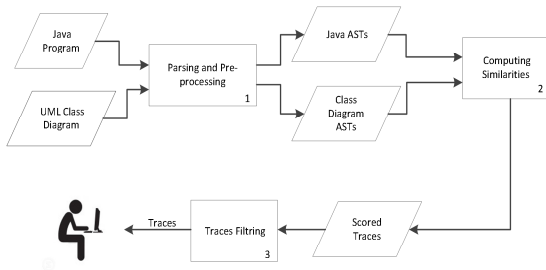 Java
Program
UML Class
Diagram
Parsing and Pre-
processing
1
Java ASTs
Class
Diagram
ASTs
Computing
Similarities
2
Scored
Traces
Traces Filtring
3
Traces